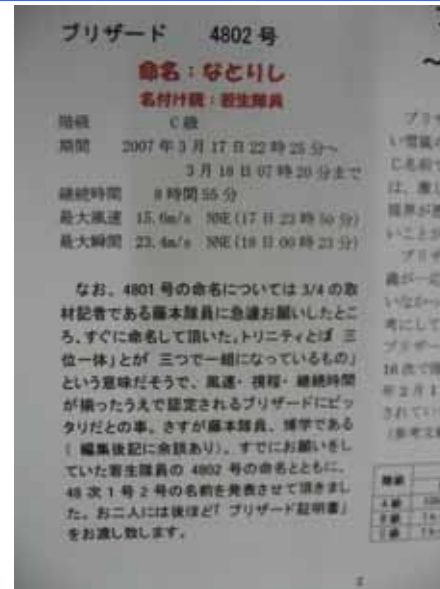 ブリザード 4802号
命名：なとりし
名付け親：若生隊員
階級 C級
期間 2007年3月17日22時25分～
3月18日07時20分まで
継続時間 8時間55分
最大風速 15.6m/s NNE(17日23時50分)
最大瞬間 23.4m/s NNE(18日00時23分)
なお、4801号の命名については3/4の取
材記者である藤本隊員に急遽お願いしたとこ
ろ、すぐに命名して頂いた。トリニティとは「三
位一体」とか「三つで一組になっているもの」
という意味だそうで、風速・視程・継続時間
が揃ったうえで認定されるブリザードにピッ
タリだとの事。さすが藤本隊員、博学である
(編集後記に余談あり)。すでにお願いをし
ていた若生隊員の4802号の命名とともに、
48次1号2号の名前を発表させて頂きまし
た。お二人には後ほど「ブリザード証明書」
をお渡し致します。
2